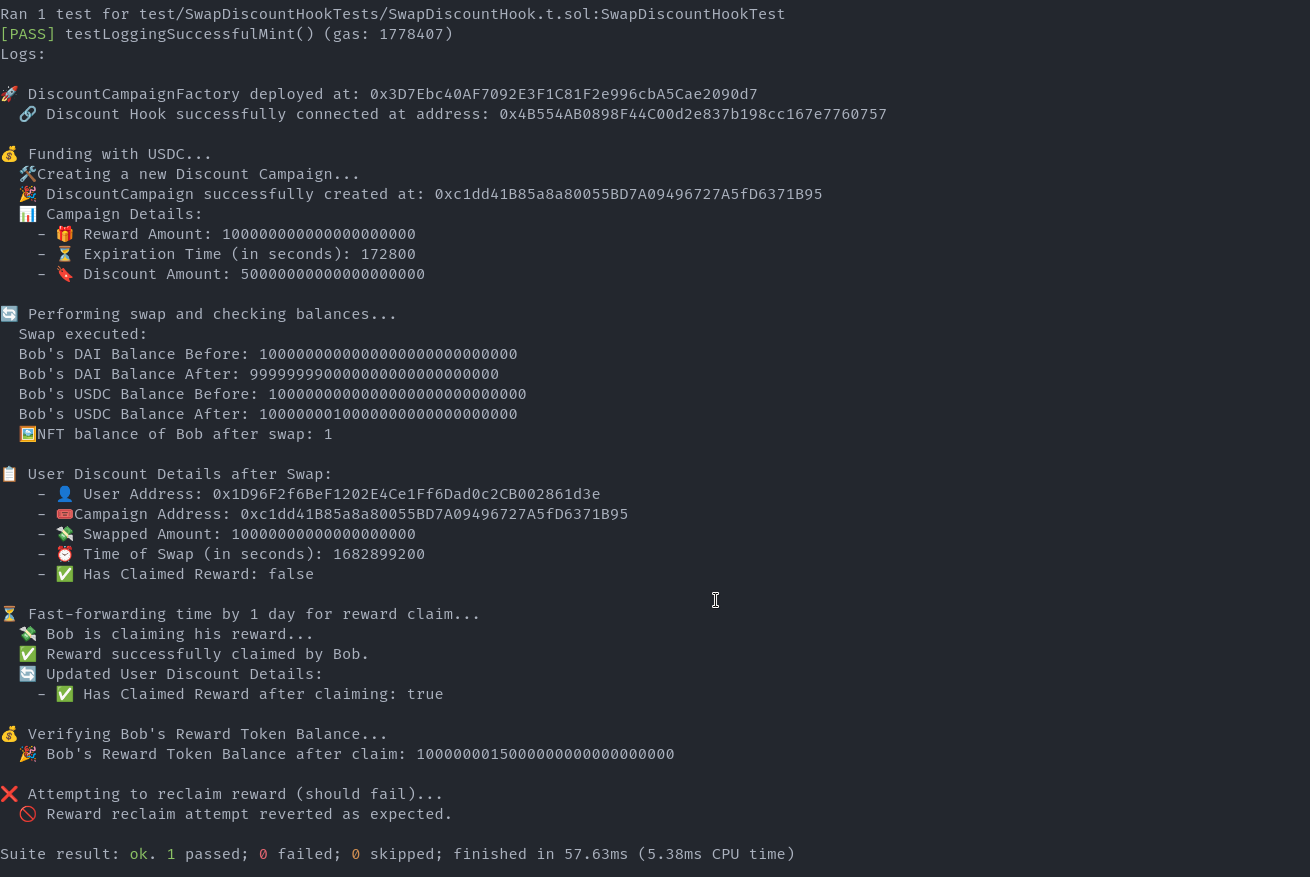 Ran 1 test for test/SwapDiscountHookTests/SwapDiscountHook.t.sol:SwapDiscountHookTest
[PASS] testLoggingSuccessfulMint() (gas: 1778407)
Logs:
🚀 DiscountCampaignFactory deployed at: 0x3D7Ebc40AF7092E3F1C81F2e996cbA5Cae2090d7
🔗 Discount Hook successfully connected at address: 0x4B554AB0898F44C00d2e837b198cc167e7760757
💰 Funding with USDC...
🛠️Creating a new Discount Campaign...
🎉 DiscountCampaign successfully created at: 0xc1dd41B85a8a80055BD7A09496727A5fD6371B95
📊 Campaign Details:
- 🎁 Reward Amount: 100000000000000000000
- ⏳ Expiration Time (in seconds): 172800
- 🔖 Discount Amount: 50000000000000000000
🔄 Performing swap and checking balances...
Swap executed:
Bob's DAI Balance Before: 1000000000000000000000000000
Bob's DAI Balance After: 999999990000000000000000000
Bob's USDC Balance Before: 1000000000000000000000000000
Bob's USDC Balance After: 1000000010000000000000000000
🖼️NFT balance of Bob after swap: 1
📋 User Discount Details after Swap:
- 👤 User Address: 0x1D96F2f6BeF1202E4Ce1Ff6Dad0c2CB002861d3e
- 🎟️Campaign Address: 0xc1dd41B85a8a80055BD7A09496727A5fD6371B95
- 💸 Swapped Amount: 10000000000000000000
- ⏰ Time of Swap (in seconds): 1682899200
- ✅ Has Claimed Reward: false
⏳ Fast-forwarding time by 1 day for reward claim...
💸 Bob is claiming his reward...
✅ Reward successfully claimed by Bob.
🔄 Updated User Discount Details:
- ✅ Has Claimed Reward after claiming: true
💰 Verifying Bob's Reward Token Balance...
🎉 Bob's Reward Token Balance after claim: 1000000015000000000000000000
❌ Attempting to reclaim reward (should fail)...
🚫 Reward reclaim attempt reverted as expected.
Suite result: ok. 1 passed; 0 failed; 0 skipped; finished in 57.63ms (5.38ms CPU time)